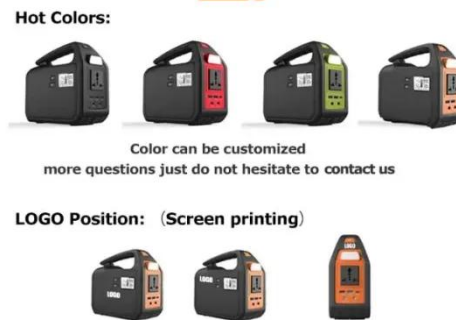 Hot Colors:
Color can be customized
more questions just do not hesitate to contact us
LOGO Position: （Screen printing）
LOGO
LOGO
LOGO